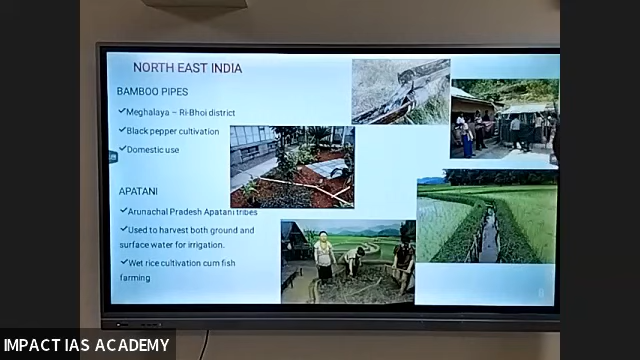 NORTH EAST INDIA
BAMBOO PIPES
✓Meghalaya – Ri-Bhoi district
✓Black pepper cultivation
✓Domestic use
APATANI
✓Arunachal Pradesh Apatani tribes
✓Used to harvest both ground and
surface water for irrigation.
✓Wet rice cultivation cum fish
farming
IMPACT IAS ACADEMY